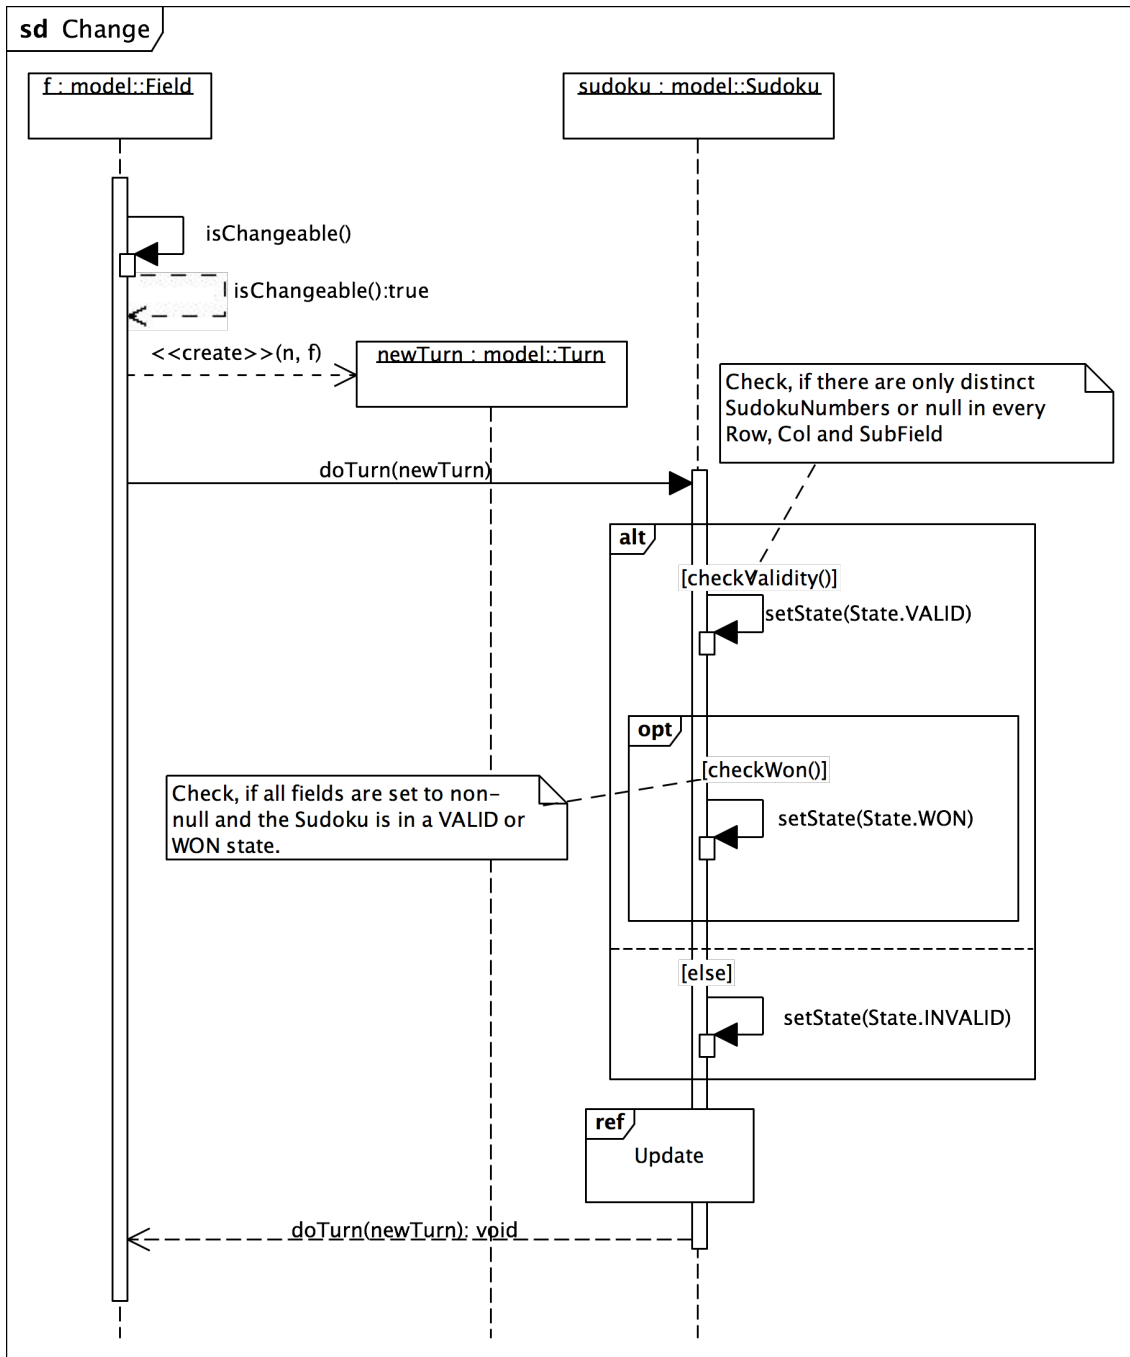 sd Change
f : model::Field
sudoku : model::Sudoku
isChangeable()
isChangeable():true
<<create>>(n, f)
newTurn : model::Turn
Check, if there are only distinct
SudokuNumbers or null in every
Row, Col and SubField
doTurn(newTurn)
alt
[checkValidity()]
setState(State.VALID)
opt
[checkWon()]
Check, if all fields are set to non-
null and the Sudoku is in a VALID or
WON state.
setState(State.WON)
[else]
setState(State.INVALID)
ref
Update
doTurn(newTurn): void